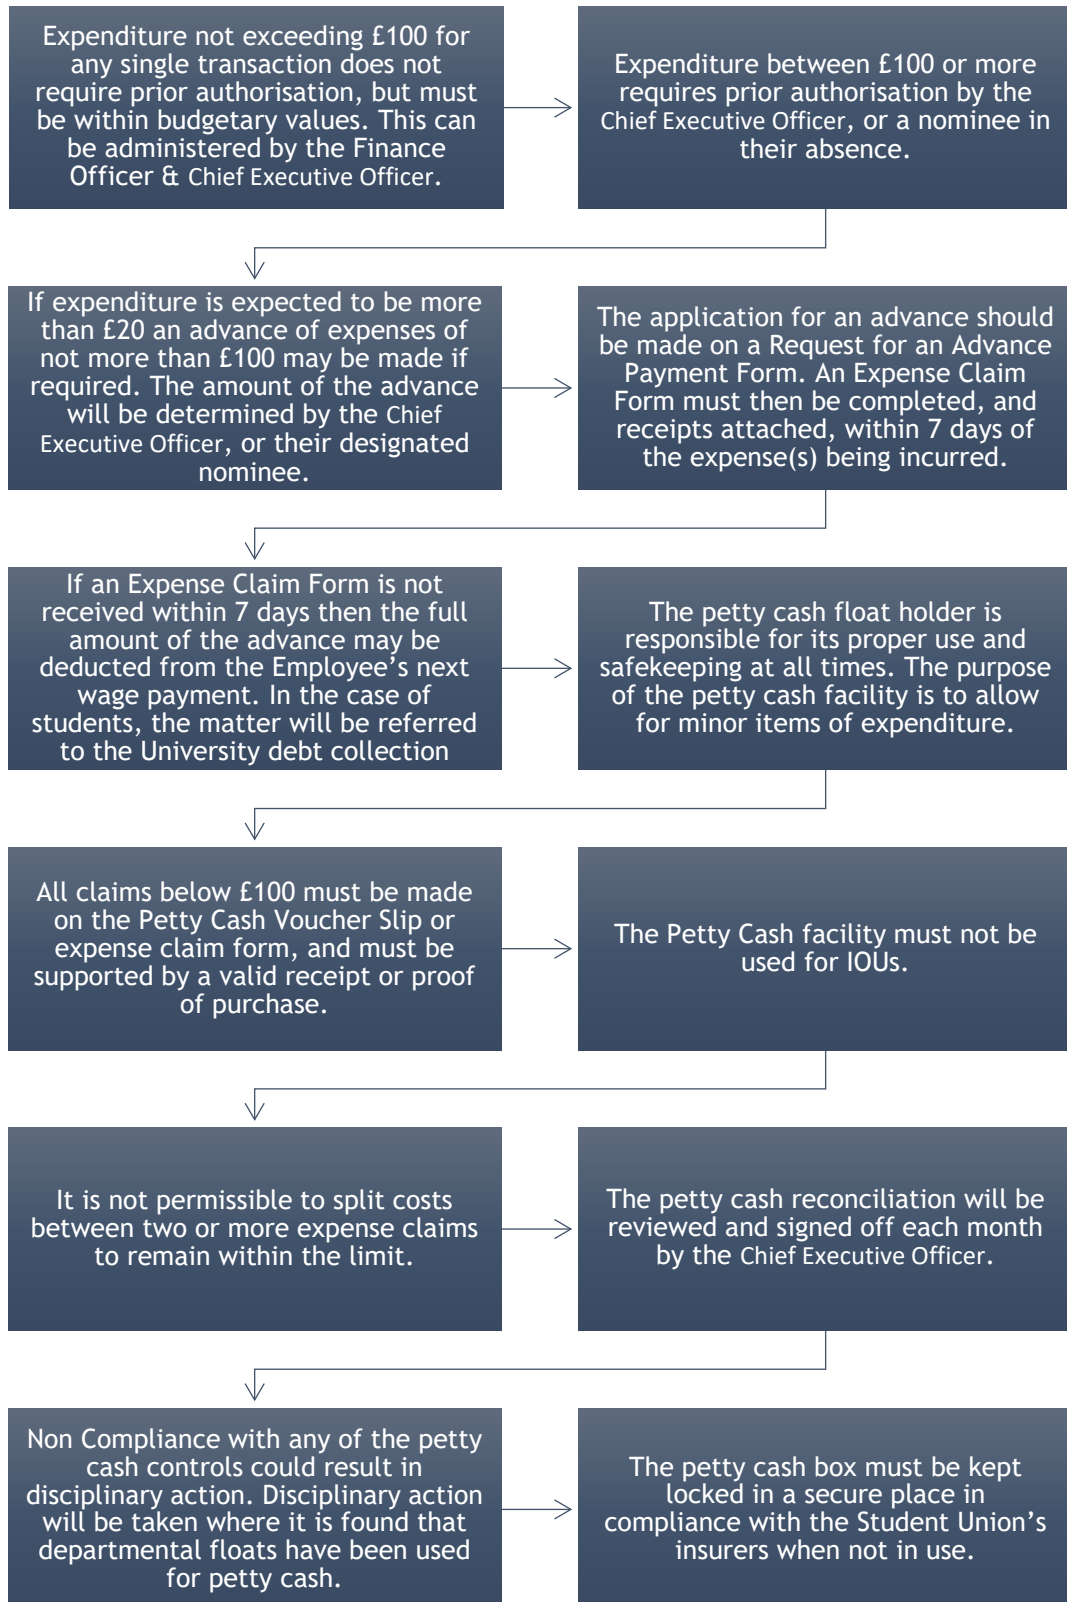 Expenditure not exceeding £100 for
any single transaction does not
require prior authorisation, but must
be within budgetary values. This can
be administered by the Finance
Officer & Chief Executive Officer.
Expenditure between £100 or more
requires prior authorisation by the
Chief Executive Officer, or a nominee in
their absence.
If expenditure is expected to be more
than £20 an advance of expenses of
not more than £100 may be made if
required. The amount of the advance
will be determined by the Chief
Executive Officer, or their designated
nominee.
The application for an advance should
be made on a Request for an Advance
Payment Form. An Expense Claim
Form must then be completed, and
receipts attached, within 7 days of
the expense(s) being incurred.
If an Expense Claim Form is not
received within 7 days then the full
amount of the advance may be
deducted from the Employee’s next
wage payment. In the case of
students, the matter will be referred
to the University debt collection
The petty cash float holder is
responsible for its proper use and
safekeeping at all times. The purpose
of the petty cash facility is to allow
for minor items of expenditure.
All claims below £100 must be made
on the Petty Cash Voucher Slip or
expense claim form, and must be
supported by a valid receipt or proof
of purchase.
The Petty Cash facility must not be
used for IOUs.
It is not permissible to split costs
between two or more expense claims
to remain within the limit.
The petty cash reconciliation will be
reviewed and signed off each month
by the Chief Executive Officer.
Non Compliance with any of the petty
cash controls could result in
disciplinary action. Disciplinary action
will be taken where it is found that
departmental floats have been used
for petty cash.
The petty cash box must be kept
locked in a secure place in
compliance with the Student Union’s
insurers when not in use.